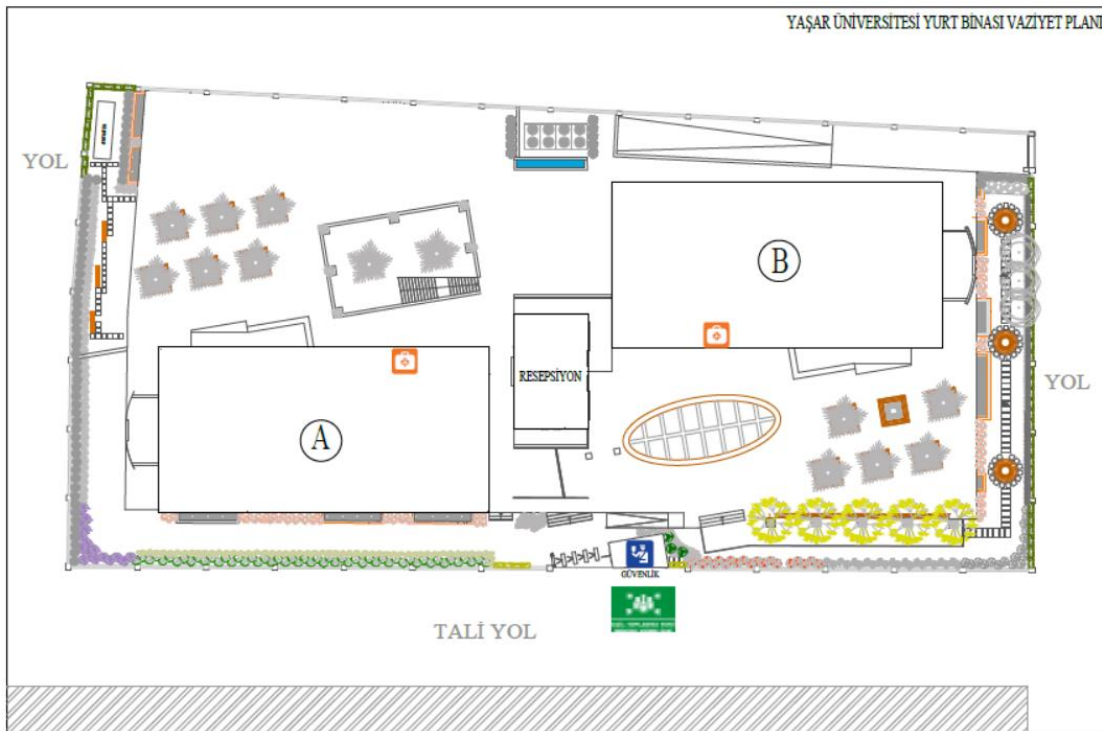 YAŞAR ÜNİVERSİTESİ YURT BİNASI VAZİYET PLANI
YOL
B
RESEPSİYON
YOL
A
GÜVENLİK
TALİ YOL